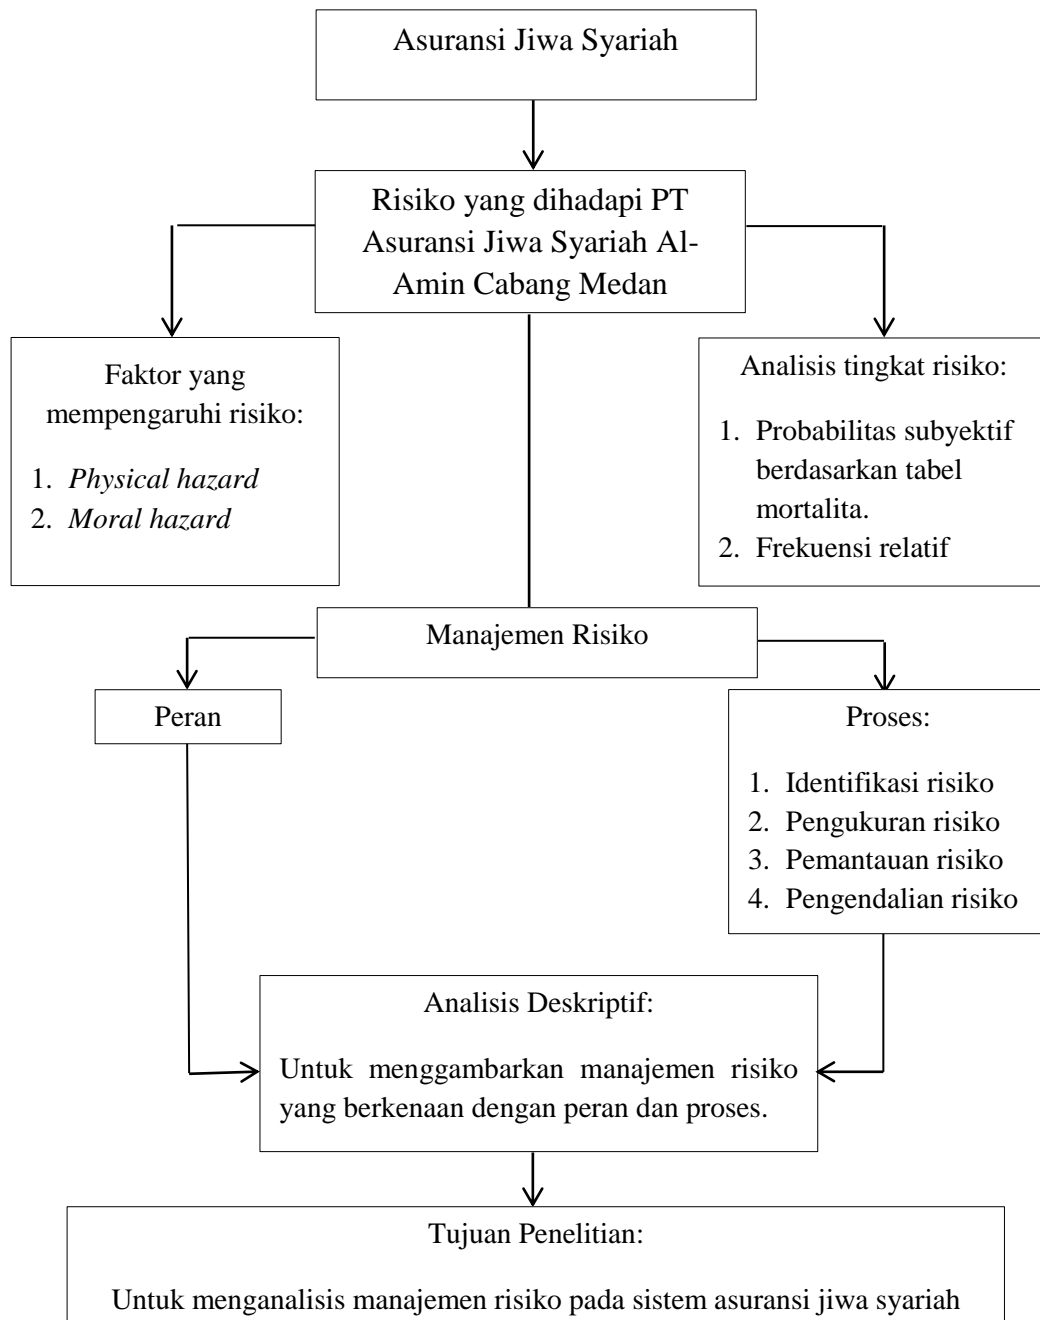 Asuransi Jiwa Syariah
Risiko yang dihadapi PT
Asuransi Jiwa Syariah Al-
Amin Cabang Medan
Faktor yang
mempengaruhi risiko:
1. Physical hazard
2. Moral hazard
Analisis tingkat risiko:
1. Probabilitas subyektif
berdasarkan tabel
mortalita.
2. Frekuensi relatif
Manajemen Risiko
Peran
Proses:
1. Identifikasi risiko
2. Pengukuran risiko
3. Pemantauan risiko
4. Pengendalian risiko
Analisis Deskriptif:
Untuk menggambarkan manajemen risiko
yang berkenaan dengan peran dan proses.
Tujuan Penelitian:
Untuk menganalisis manajemen risiko pada sistem asuransi jiwa syariah